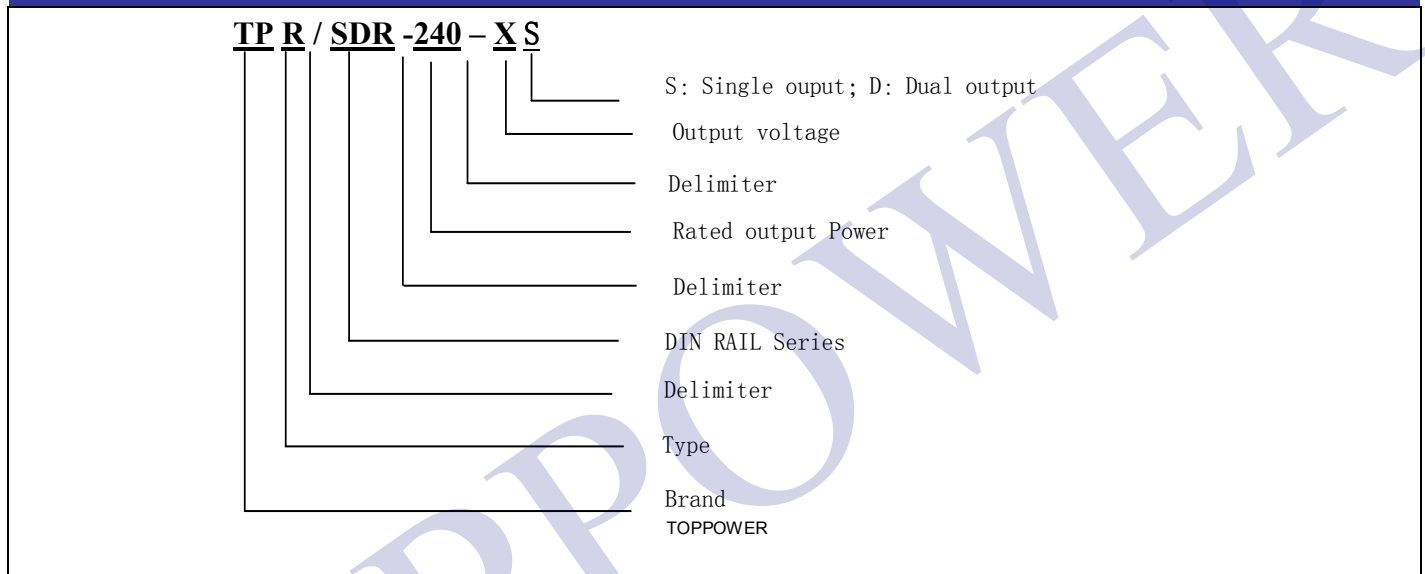 TP R / SDR -240 – X S
S: Single ouput; D: Dual output
Output voltage
Delimiter
Rated output Power
Delimiter
DIN RAIL Series
Delimiter
Type
Brand
TOPPOWER
PPOWER